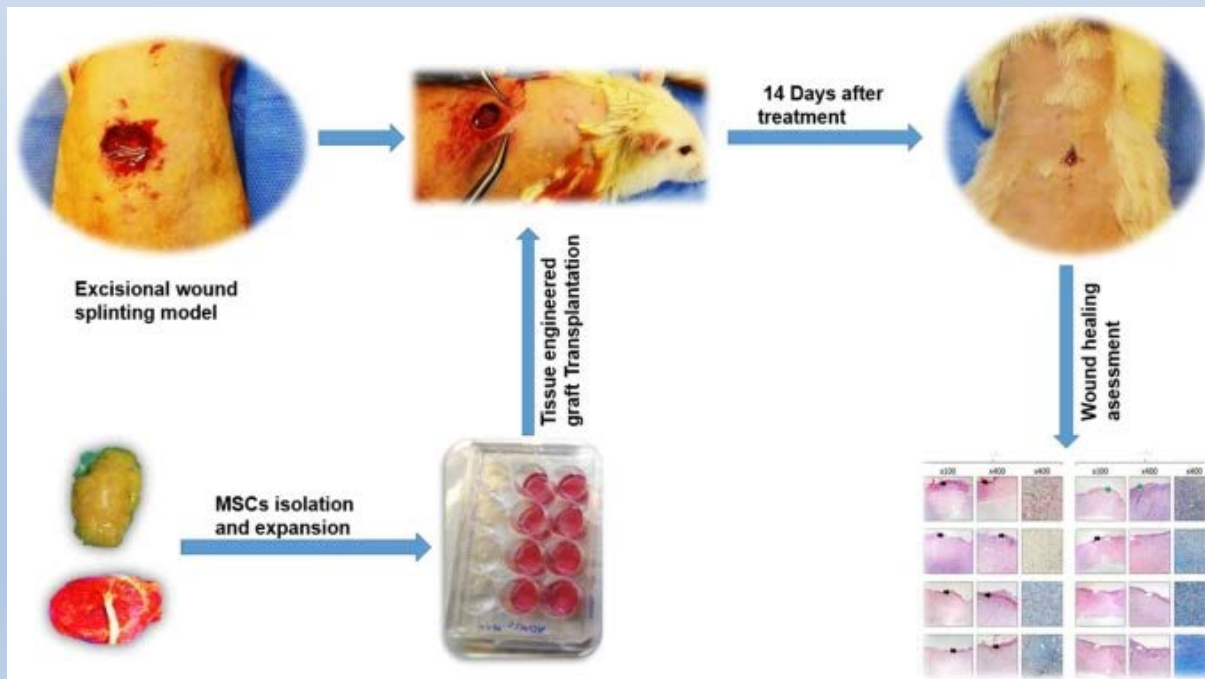 14 Days after
treatment
Excisional wound
splinting model
Tissue engineered
graft Transplantation
Wound healing
asessment
MSCs isolation
and expansion
x100
x400
x400
x100
x400
x400